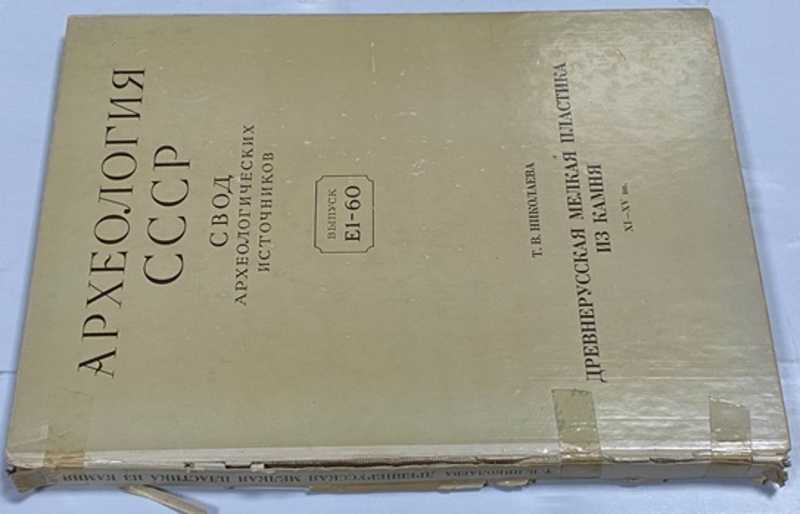 АРХЕОЛОГИЯ
СССР
СВОД
АРХЕОЛОГИЧЕСКИХ
ИСТОЧНИКОВ
ВЫПУСК
Е1-60
Т. В. НИКОЛАЕВА
ДРЕВНЕРУССКАЯ МЕЛКАЯ ПЛАСТИКА
ИЗ КАМНЯ
XI—XV вв.
Т. В. НИКОЛАЕВА ДРЕВНЕРУССКАЯ МЕЛКАЯ ПЛАСТИКА ИЗ КАМНЯ